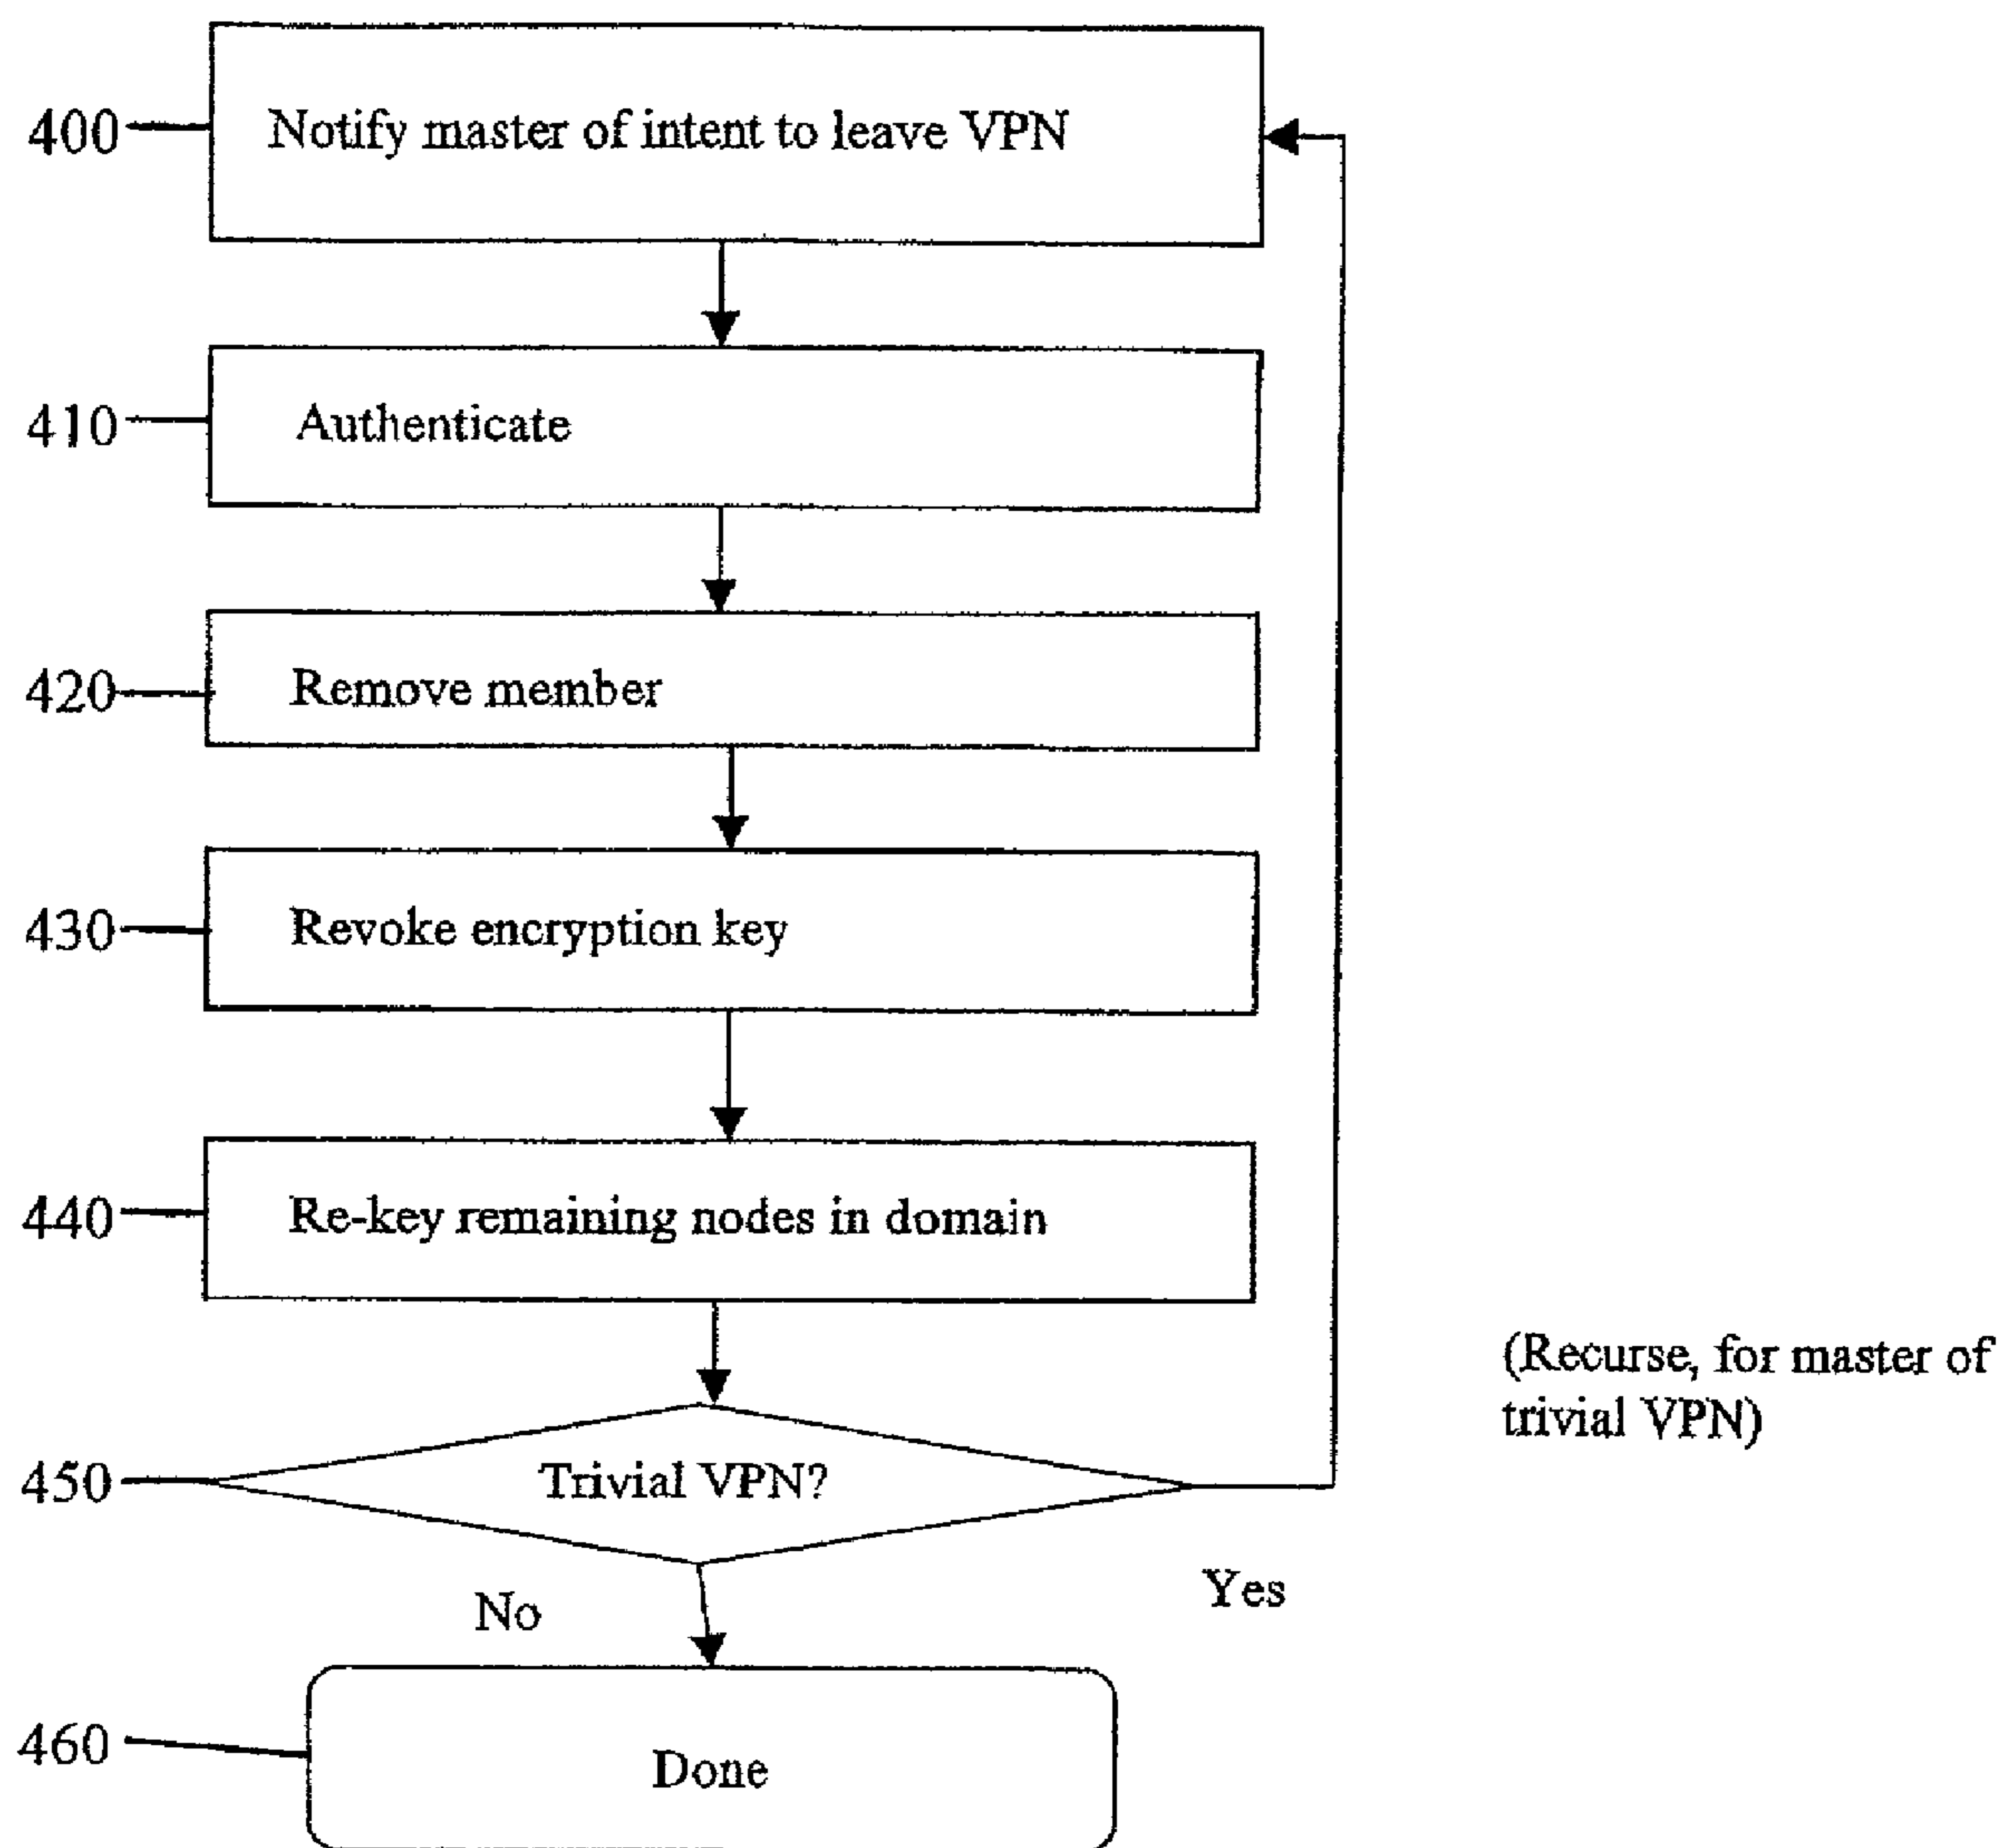 400
Notify master of intent to leave VPN
410
Authenticate
420
Remove member
430
Revoke encryption key
440
Re-key remaining nodes in domain
(Recurse, for master of
trivial VPN)
450
Trivial VPN?
No
Yes
460
Done